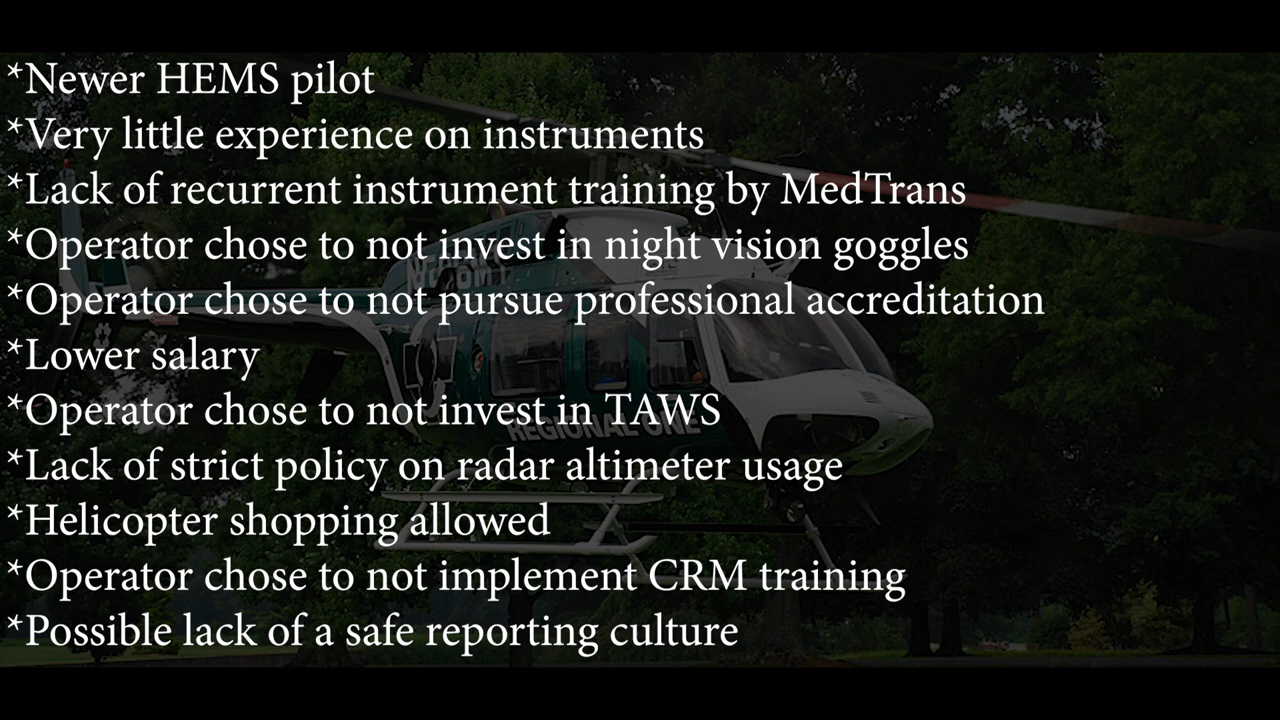 *Newer HEMS pilot
*Very little experience on instruments
*Lack of recurrent instrument training by MedTrans
*Operator chose to not invest in night vision goggles
*Operator chose to not pursue professional accreditation
*Lower salary
*Operator chose to not invest in TAWS
REGIONAL ONE
*Lack of strict policy on radar altimeter usage
*Helicopter shopping allowed
*Operator chose to not implement CRM training
*Possible lack of a safe reporting culture